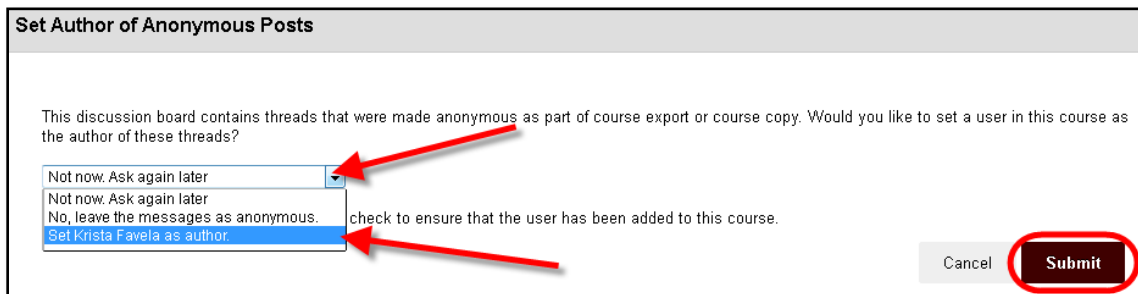 Set Author of Anonymous Posts
This discussion board contains threads that were made anonymous as part of course export or course copy. Would you like to set a user in this course as
the author of these threads?
Not now. Ask again later
Not now. Ask again later
No, leave the messages as anonymous.
check to ensure that the user has been added to this course.
Set Krista Favela as author.
Cancel
Submit